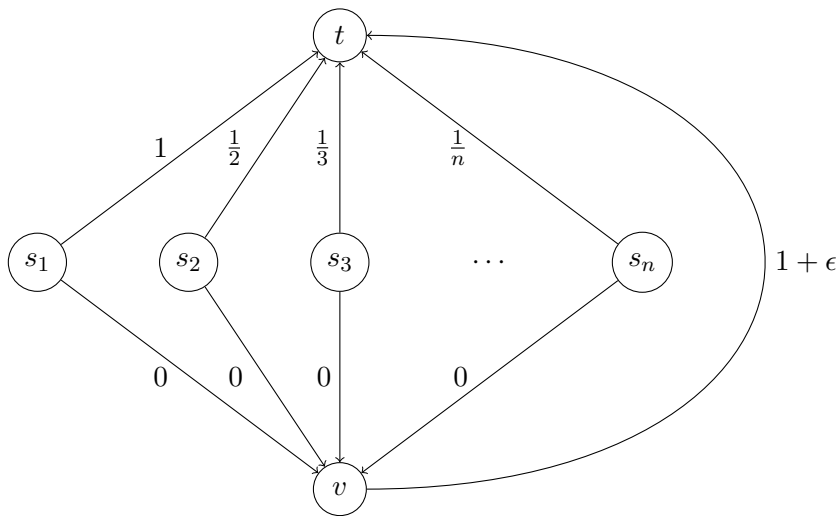 t
1
1/2
1/3
1/n
s₁
s₂
s₃
⋯
sₙ
1 + ϵ
0
0
0
0
v